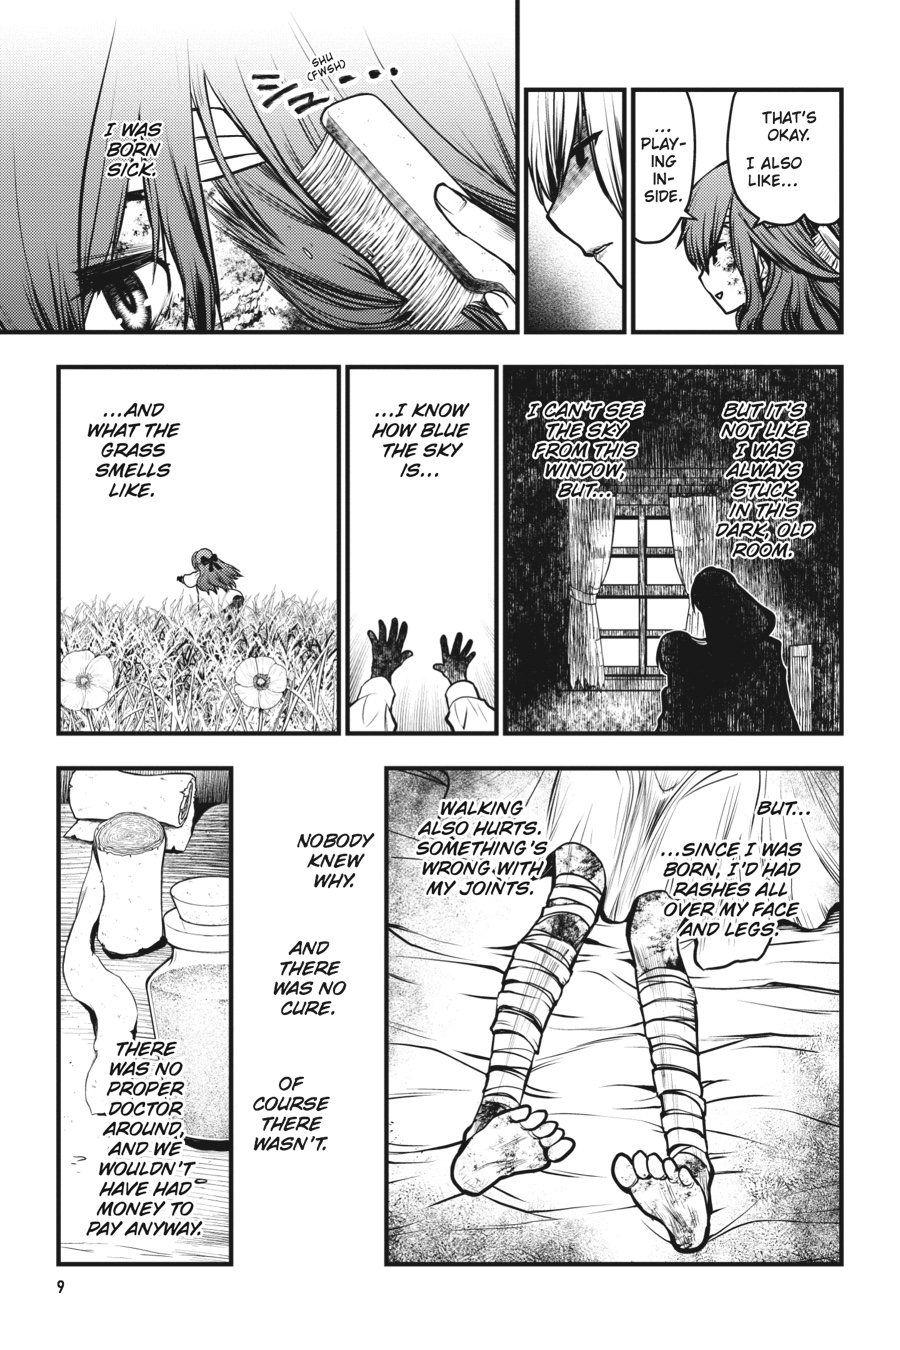 THAT'S
OKAY.
I ALSO
LIKE...
...
PLAY-
ING
IN-
SIDE.
シュ...
SHU
(FWSH)
I WAS
BORN
SICK.
BUT IT'S
NOT LIKE
I WAS
ALWAYS
STUCK
IN THIS
DARK, OLD
ROOM.
I CAN'T SEE
THE SKY
FROM THIS
WINDOW,
BUT...
...I KNOW
HOW BLUE
THE SKY
IS...
...AND
WHAT THE
GRASS
SMELLS
LIKE.
BUT...
...SINCE I WAS
BORN, I'D HAD
RASHES ALL
OVER MY FACE
AND LEGS.
WALKING
ALSO HURTS.
SOMETHING'S
WRONG WITH
MY JOINTS.
NOBODY
KNEW
WHY.
AND
THERE
WAS NO
CURE.
OF
COURSE
THERE
WASN'T.
THERE
WAS NO
PROPER
DOCTOR
AROUND,
AND WE
WOULDN'T
HAVE HAD
MONEY TO
PAY ANYWAY.
9